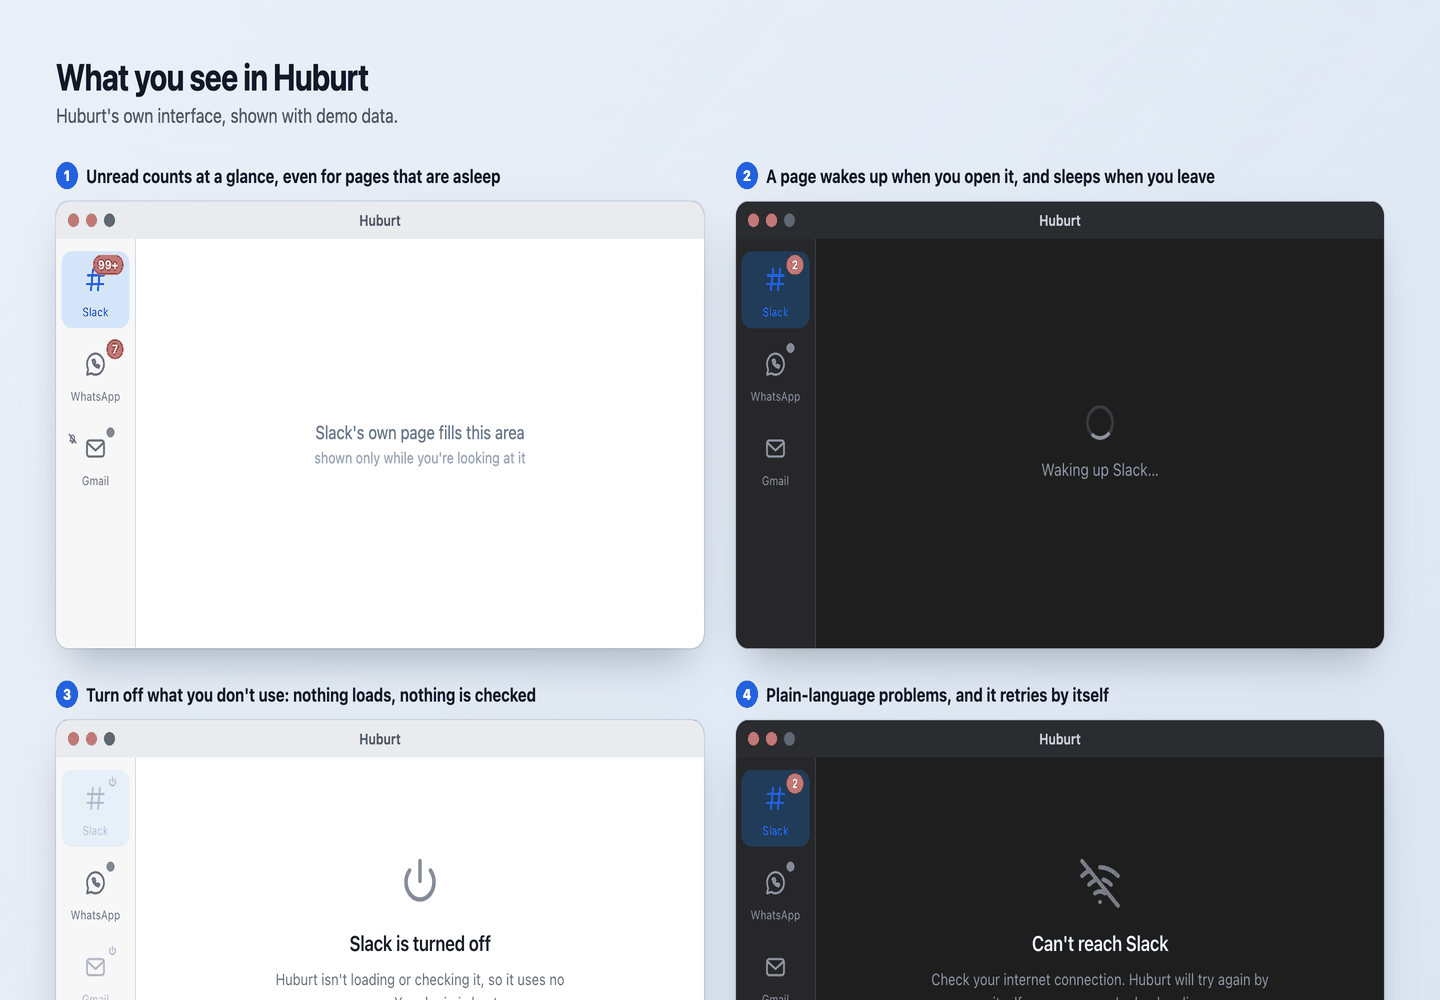 What you see in Huburt
Huburt's own interface, shown with demo data.
1 Unread counts at a glance, even for pages that are asleep
Huburt
99+
Slack
7
WhatsApp
Gmail
Slack's own page fills this area
shown only while you're looking at it
2 A page wakes up when you open it, and sleeps when you leave
Huburt
2
Slack
WhatsApp
Gmail
Waking up Slack...
3 Turn off what you don't use: nothing loads, nothing is checked
Huburt
Slack
WhatsApp
Gmail
Slack is turned off
Huburt isn't loading or checking it, so it uses no
4 Plain-language problems, and it retries by itself
Huburt
2
Slack
WhatsApp
Gmail
Can't reach Slack
Check your internet connection. Huburt will try again by